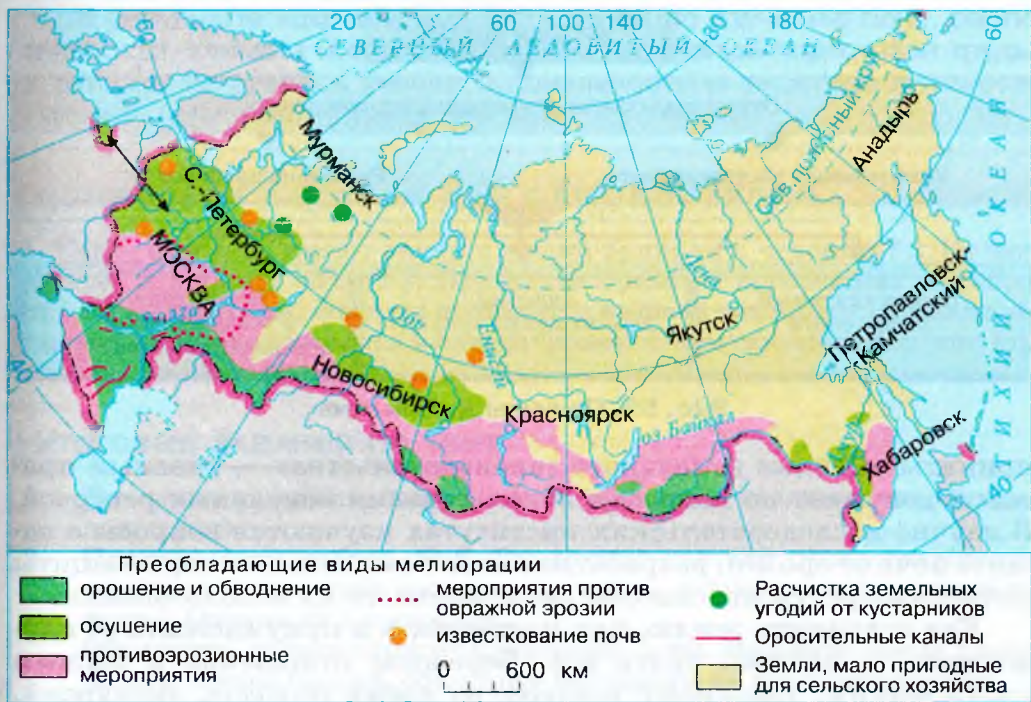 60 20 60 100 140 80 180 60
СЕВЕРНЫЙ ЛЕДОВИТЫЙ ОКЕАН
Сев. полярный круг
ТИХИЙ ОКЕАН
Мурманск
Анадырь
С.-Петербург
МОСКВА
Лена
Якутск
Петропавловск-
Камчатский
Обь
Енисей
40
Новосибирск
Красноярск
оз. Байкал
Амур
Хабаровск
40
Преобладающие виды мелиорации
орошение и обводнение
осушение
противоэрозионные
мероприятия
мероприятия против
овражной эрозии
известкование почв
0 600 км
Расчистка земельных
угодий от кустарников
Оросительные каналы
Земли, мало пригодные
для сельского хозяйства